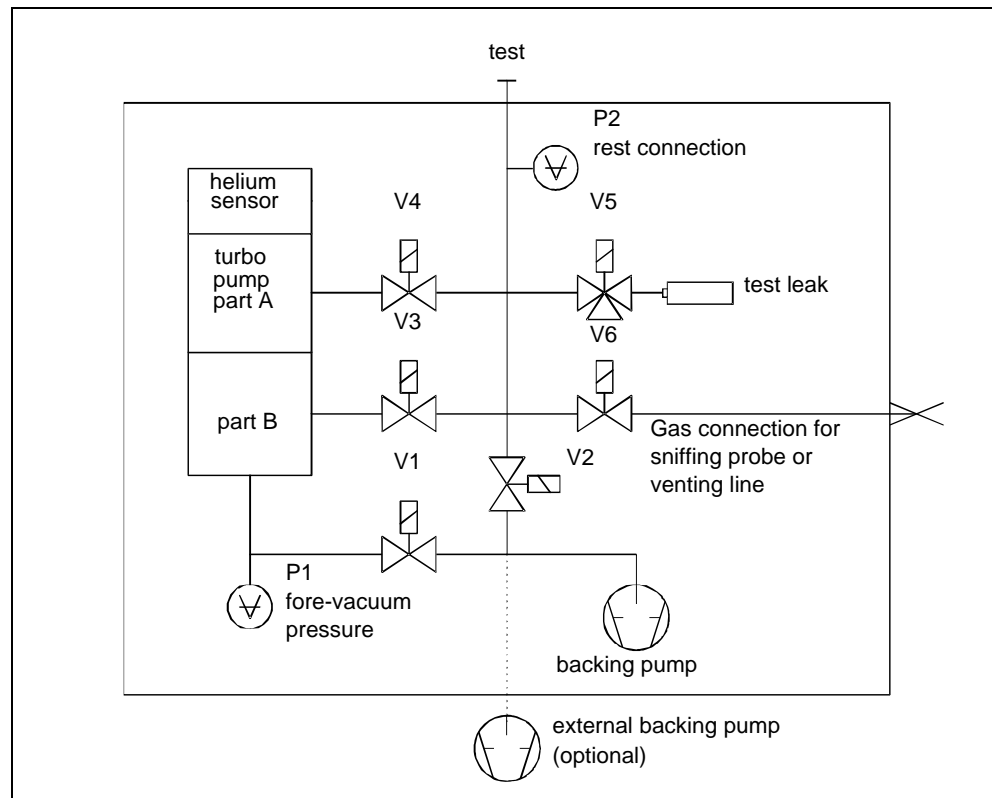 test
P2
rest connection
helium
sensor
V4
V5
turbo
pump
part A
test leak
V3
V6
part B
Gas connection for
sniffing probe or
venting line
V1
V2
P1
fore-vacuum
pressure
backing pump
external backing pump
(optional)